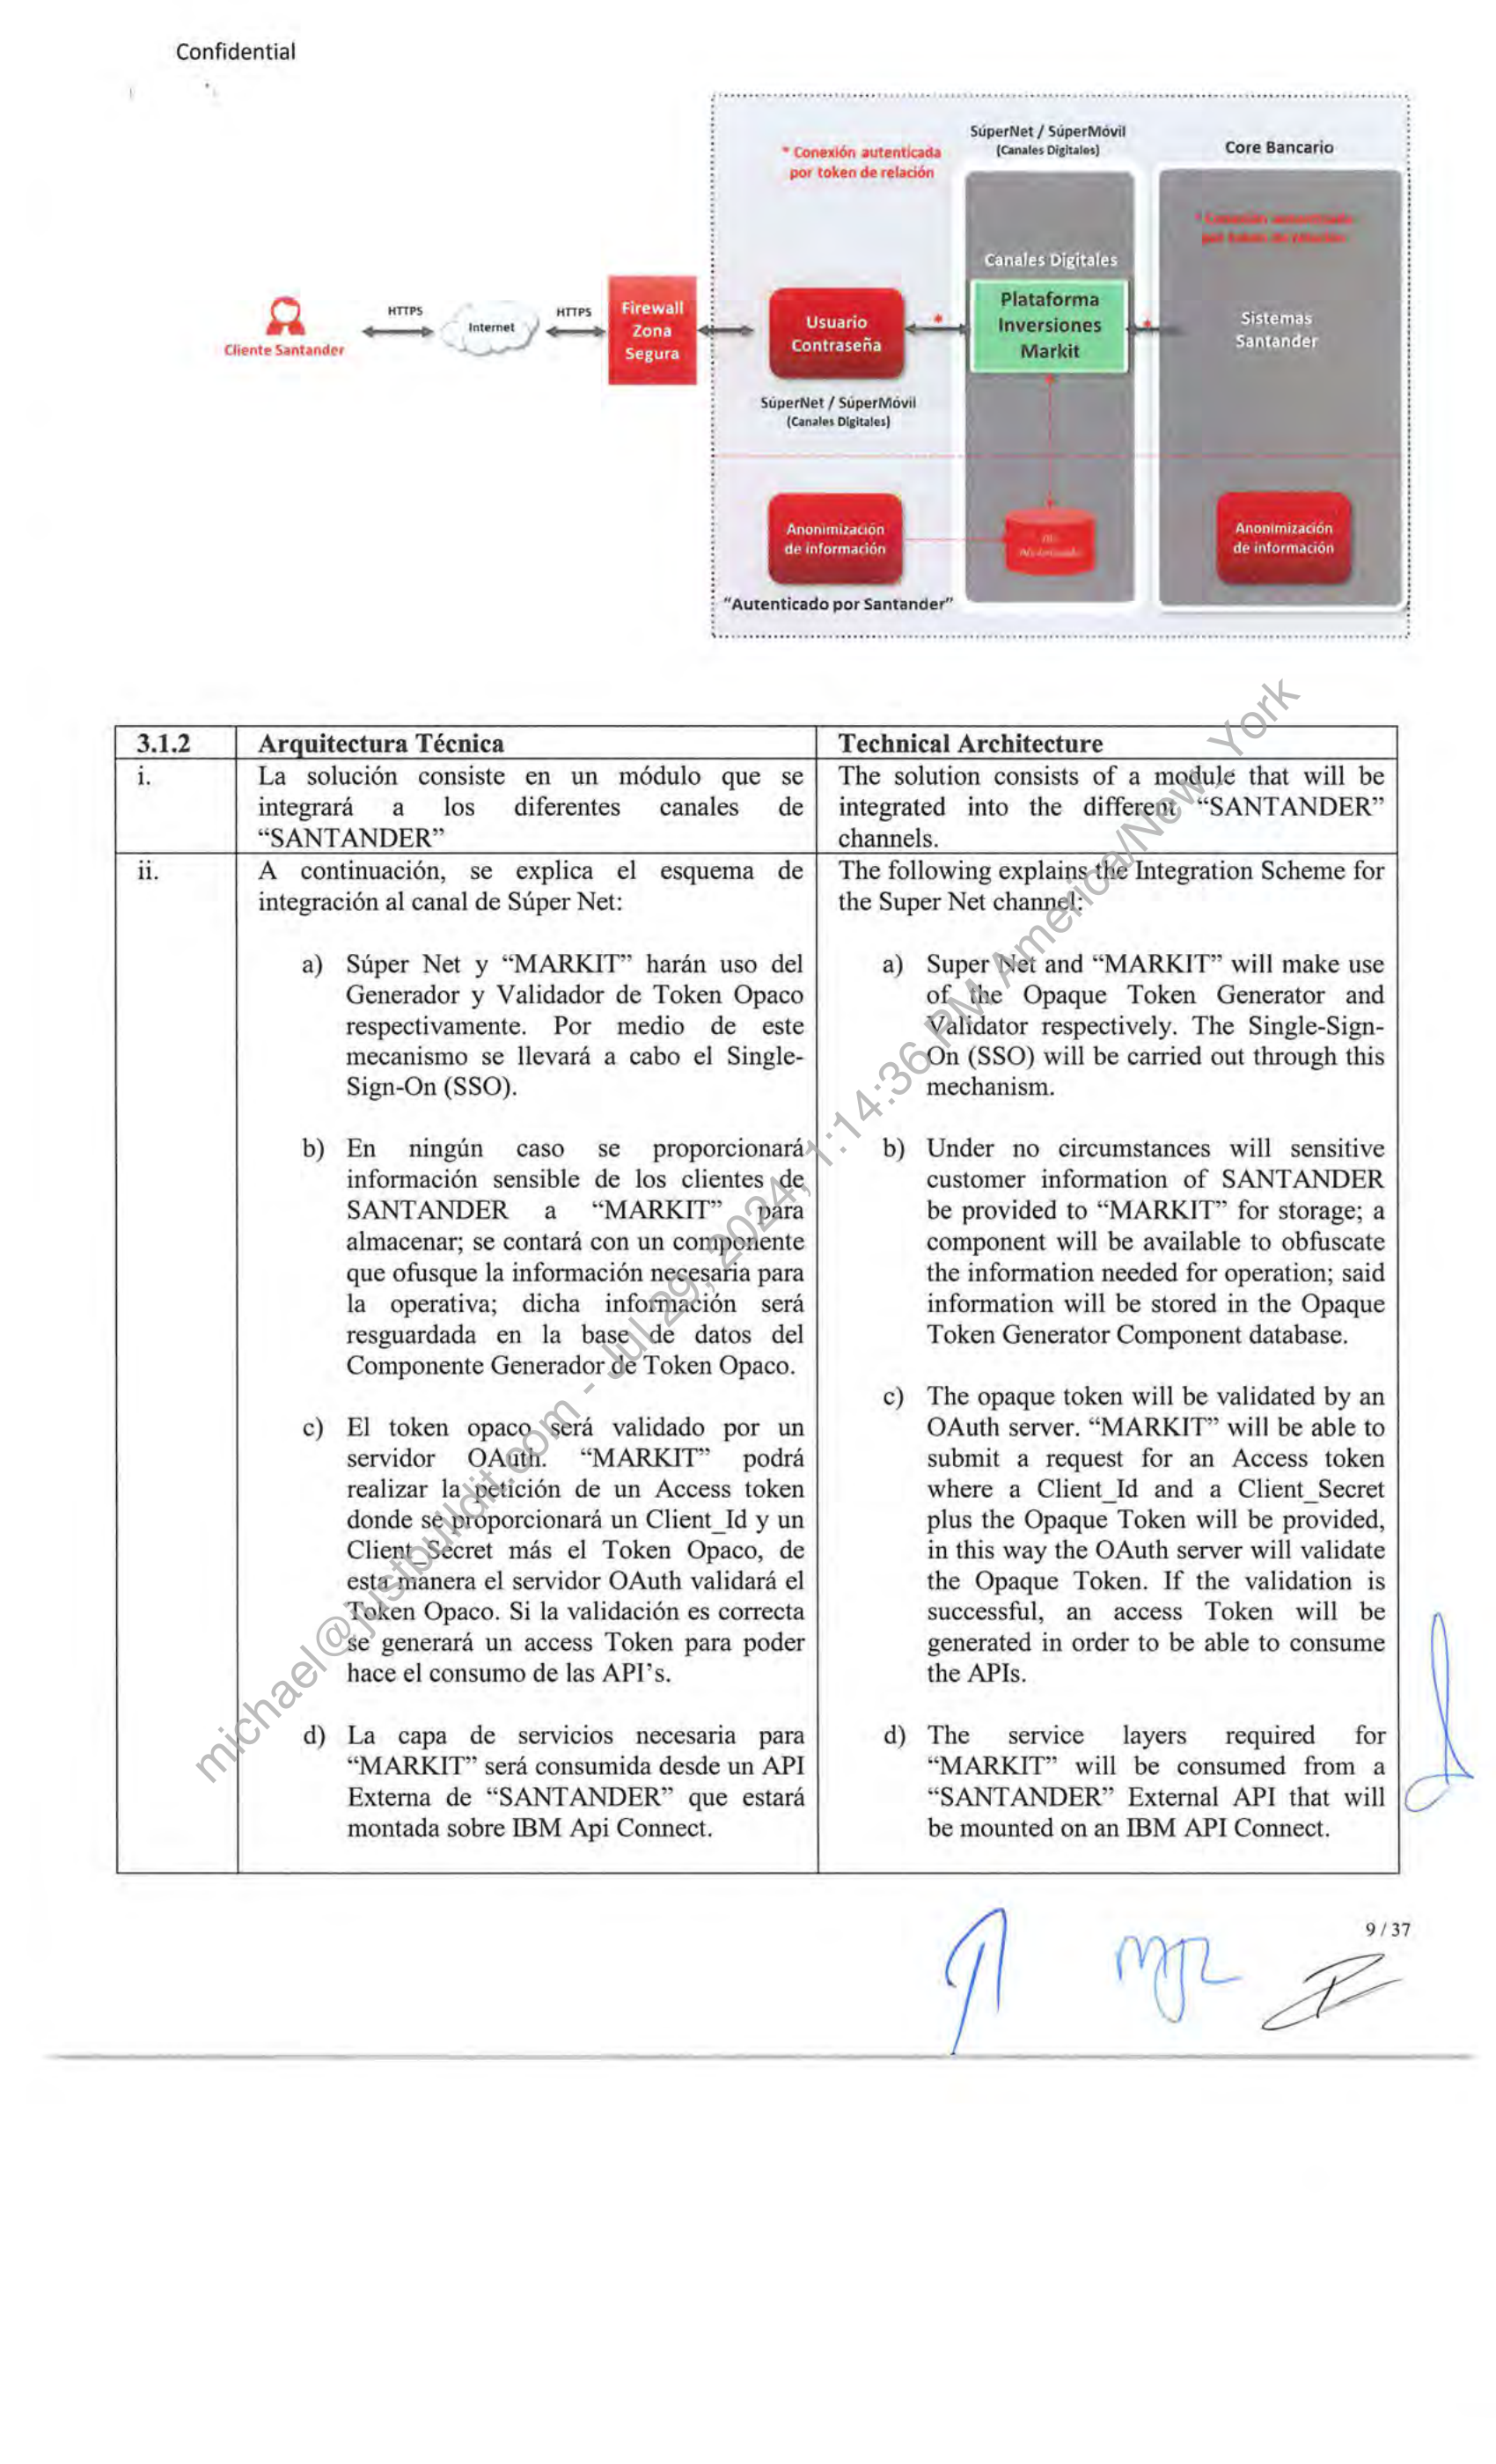 Confidential
SúperNet / SúperMóvil
(Canales Digitales)
Core Bancario
* Conexión autenticada
por token de relación
* Conexión autenticada
por token de relación
Canales Digitales
HTTPS
Internet
HTTPS
Firewall
Zona
Segura
Cliente Santander
Usuario
Contraseña
*
Plataforma
Inversiones
Markit
*
Sistemas
Santander
SúperNet / SúperMóvil
(Canales Digitales)
Anonimización
de información
Anonimización
de información
"Autenticado por Santander"
3.1.2 Arquitectura Técnica
Technical Architecture
i. La solución consiste en un módulo que se
integrará a los diferentes canales de
“SANTANDER”
The solution consists of a module that will be
integrated into the different “SANTANDER”
channels.
ii. A continuación, se explica el esquema de
integración al canal de Súper Net:
a) Súper Net y “MARKIT” harán uso del
Generador y Validador de Token Opaco
respectivamente. Por medio de este
mecanismo se llevará a cabo el Single-
Sign-On (SSO).
b) En ningún caso se proporcionará
información sensible de los clientes de
SANTANDER a “MARKIT” para
almacenar; se contará con un componente
que ofusque la información necesaria para
la operativa; dicha información será
resguardada en la base de datos del
Componente Generador de Token Opaco.
c) El token opaco será validado por un
servidor OAuth. “MARKIT” podrá
realizar la petición de un Access token
donde se proporcionará un Client_Id y un
Client_Secret más el Token Opaco, de
esta manera el servidor OAuth validará el
Token Opaco. Si la validación es correcta
se generará un access Token para poder
hace el consumo de las API’s.
d) La capa de servicios necesaria para
“MARKIT” será consumida desde un API
Externa de “SANTANDER” que estará
montada sobre IBM Api Connect.
The following explains the Integration Scheme for
the Super Net channel:
a) Super Net and “MARKIT” will make use
of the Opaque Token Generator and
Validator respectively. The Single-Sign-
On (SSO) will be carried out through this
mechanism.
b) Under no circumstances will sensitive
customer information of SANTANDER
be provided to “MARKIT” for storage; a
component will be available to obfuscate
the information needed for operation; said
information will be stored in the Opaque
Token Generator Component database.
c) The opaque token will be validated by an
OAuth server. “MARKIT” will be able to
submit a request for an Access token
where a Client_Id and a Client_Secret
plus the Opaque Token will be provided,
in this way the OAuth server will validate
the Opaque Token. If the validation is
successful, an access Token will be
generated in order to be able to consume
the APIs.
d) The service layers required for
“MARKIT” will be consumed from a
“SANTANDER” External API that will
be mounted on an IBM API Connect.
michael@justbuildit.com - Jul 29, 2024, 1:14:36 PM America/New_York
9 / 37